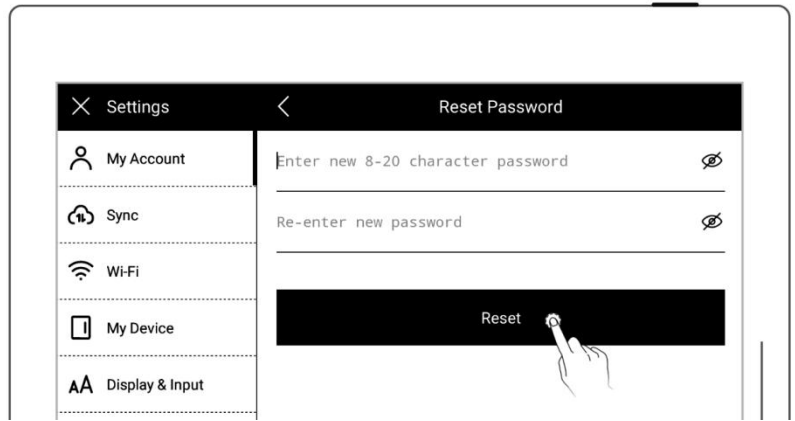 Settings
Reset Password
My Account
Enter new 8-20 character password
Sync
Re-enter new password
Wi-Fi
My Device
Reset
AA Display & Input